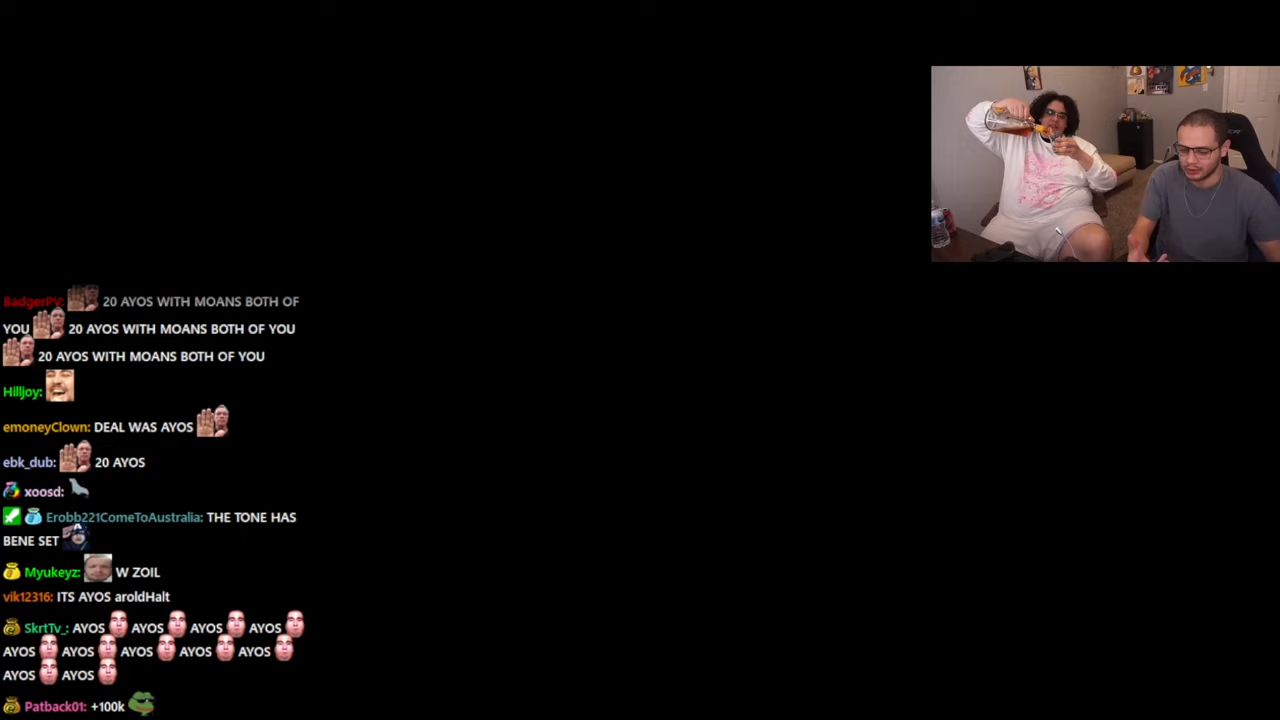 BadgerPV: 20 AYOS WITH MOANS BOTH OF
YOU 20 AYOS WITH MOANS BOTH OF YOU
20 AYOS WITH MOANS BOTH OF YOU
Hilljoy:
emoneyClown: DEAL WAS AYOS
ebk_dub: 20 AYOS
xoosd:
Erobb221ComeToAustralia: THE TONE HAS
BENE SET
Myukeyz: W ZOIL
vik12316: ITS AYOS aroldHalt
SkrtTv_: AYOS AYOS AYOS AYOS
AYOS AYOS AYOS AYOS AYOS
AYOS AYOS
Patback01: +100k